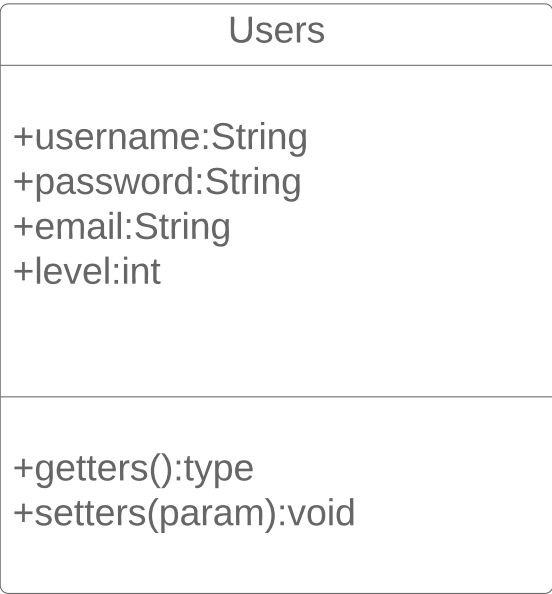 Users
+username:String
+password:String
+email:String
+level:int
+getters():type
+setters(param):void